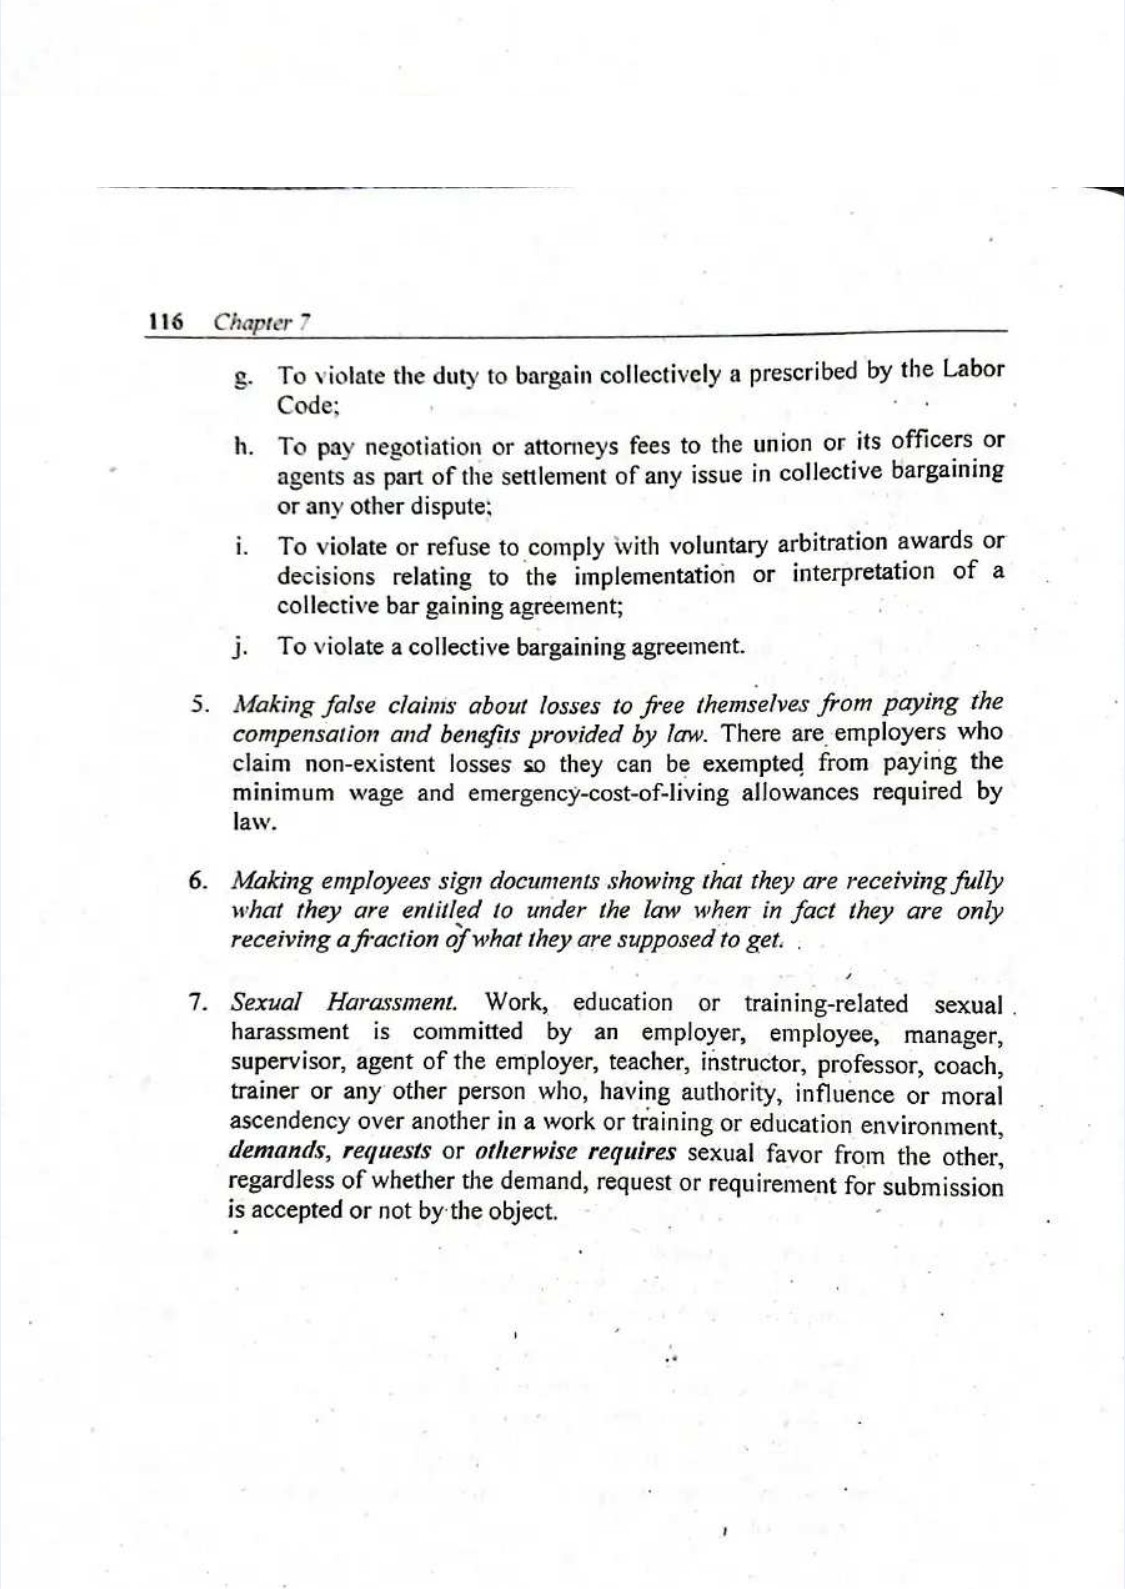 116 Chapter 7
g. To violate the duty to bargain collectively a prescribed by the Labor
Code;
h. To pay negotiation or attorneys fees to the union or its officers or
agents as part of the settlement of any issue in collective bargaining
or any other dispute;
i. To violate or refuse to comply with voluntary arbitration awards or
decisions relating to the implementation or interpretation of a
collective bar gaining agreement;
j. To violate a collective bargaining agreement.
5. Making false claims about losses to free themselves from paying the
compensation and benefits provided by law. There are employers who
claim non-existent losses so they can be exempted from paying the
minimum wage and emergency-cost-of-living allowances required by
law.
6. Making employees sign documents showing that they are receiving fully
what they are entitled to under the law when in fact they are only
receiving a fraction of what they are supposed to get.
7. Sexual Harassment. Work, education or training-related sexual
harassment is committed by an employer, employee, manager,
supervisor, agent of the employer, teacher, instructor, professor, coach,
trainer or any other person who, having authority, influence or moral
ascendency over another in a work or training or education environment,
demands, requests or otherwise requires sexual favor from the other,
regardless of whether the demand, request or requirement for submission
is accepted or not by the object.